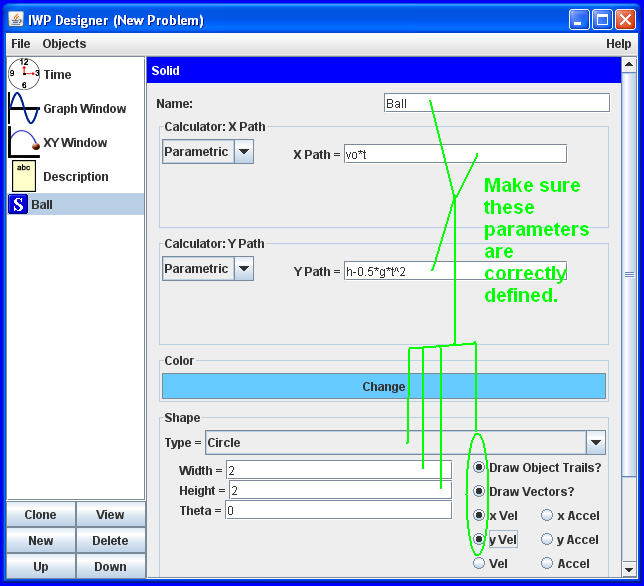 IWP Designer (New Problem)
File Objects Help
12
9 3
6
Time
Graph Window
XY Window
abc
Description
S Ball
Clone View
New Delete
Up Down
Solid
Name: Ball
Calculator: X Path
Parametric X Path = vo*t
Make sure
these
parameters
are
correctly
defined.
Calculator: Y Path
Parametric Y Path = h-0.5*g*t^2
Color
Change
Shape
Type = Circle
Width = 2 Draw Object Trails?
Height = 2 Draw Vectors?
Theta = 0 x Vel x Accel
y Vel y Accel
Vel Accel